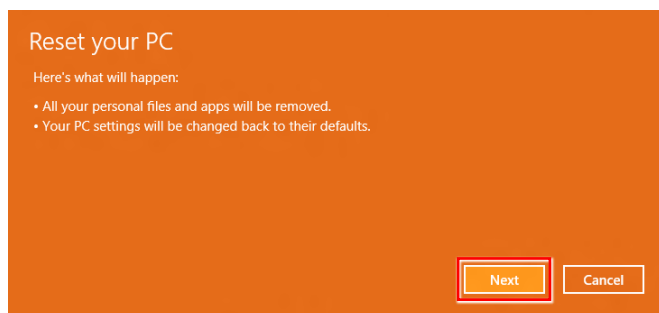 Reset your PC
Here's what will happen:
• All your personal files and apps will be removed.
• Your PC settings will be changed back to their defaults.
Next Cancel